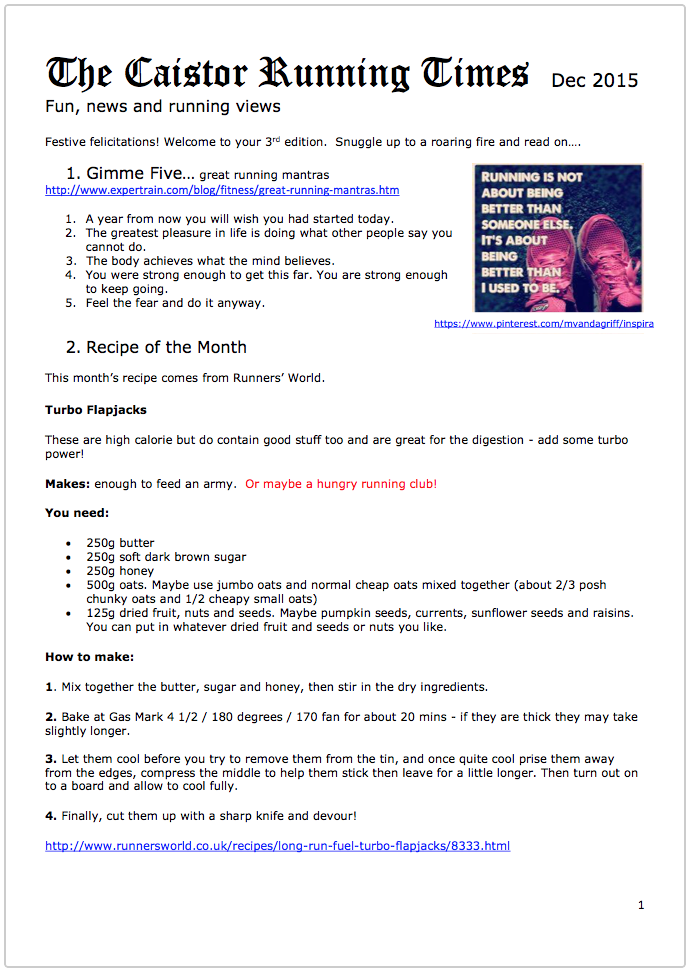 The Caistor Running Times Dec 2015
Fun, news and running views
Festive felicitations! Welcome to your 3rd edition. Snuggle up to a roaring fire and read on….
1. Gimme Five… great running mantras
http://www.expertrain.com/blog/fitness/great-running-mantras.htm
1. A year from now you will wish you had started today.
2. The greatest pleasure in life is doing what other people say you
cannot do.
3. The body achieves what the mind believes.
4. You were strong enough to get this far. You are strong enough
to keep going.
5. Feel the fear and do it anyway.
RUNNING IS NOT
ABOUT BEING
BETTER THAN
SOMEONE ELSE.
IT'S ABOUT
BEING
BETTER THAN
I USED TO BE.
https://www.pinterest.com/mvandagriff/inspira
2. Recipe of the Month
This month's recipe comes from Runners' World.
Turbo Flapjacks
These are high calorie but do contain good stuff too and are great for the digestion - add some turbo
power!
Makes: enough to feed an army. Or maybe a hungry running club!
You need:
• 250g butter
• 250g soft dark brown sugar
• 250g honey
• 500g oats. Maybe use jumbo oats and normal cheap oats mixed together (about 2/3 posh
chunky oats and 1/2 cheapy small oats)
• 125g dried fruit, nuts and seeds. Maybe pumpkin seeds, currents, sunflower seeds and raisins.
You can put in whatever dried fruit and seeds or nuts you like.
How to make:
1. Mix together the butter, sugar and honey, then stir in the dry ingredients.
2. Bake at Gas Mark 4 1/2 / 180 degrees / 170 fan for about 20 mins - if they are thick they may take
slightly longer.
3. Let them cool before you try to remove them from the tin, and once quite cool prise them away
from the edges, compress the middle to help them stick then leave for a little longer. Then turn out on
to a board and allow to cool fully.
4. Finally, cut them up with a sharp knife and devour!
http://www.runnersworld.co.uk/recipes/long-run-fuel-turbo-flapjacks/8333.html
1